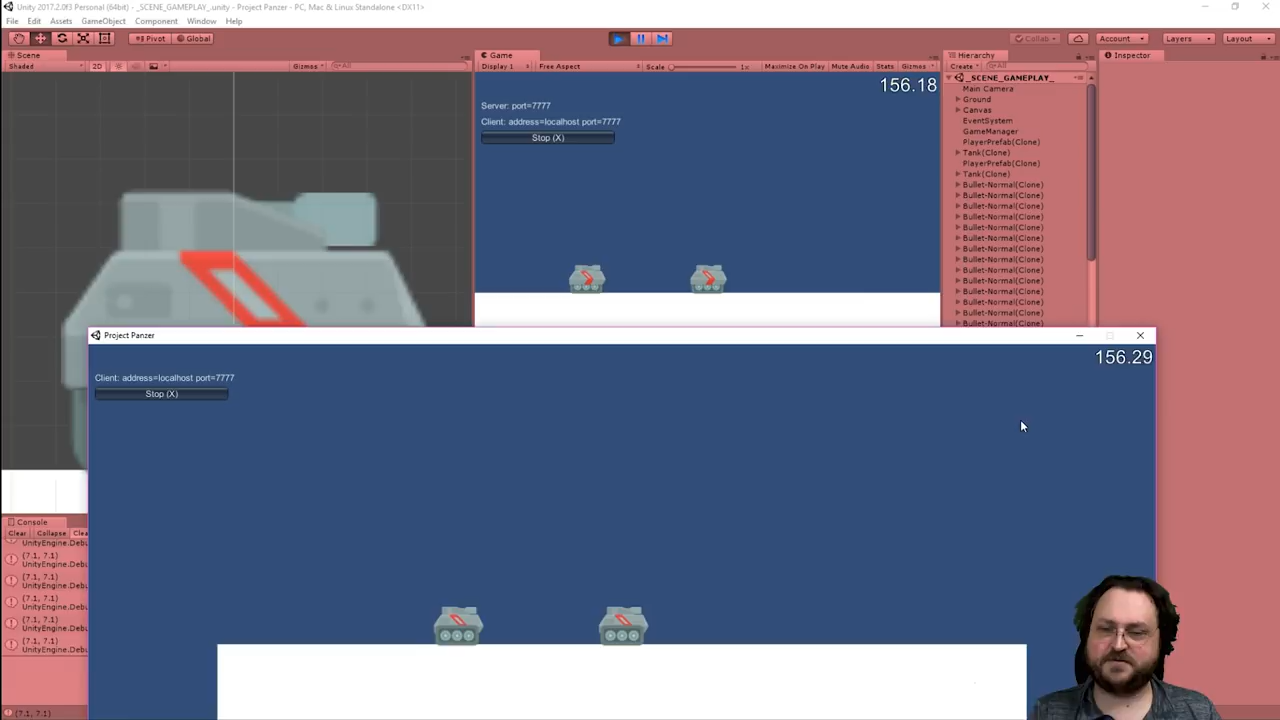 Unity 2017.2.0f3 Personal (64bit) - _SCENE_GAMEPLAY_.unity - Project Panzer - PC, Mac & Linux Standalone <DX11>
File Edit Assets GameObject Component Window Help
Pivot Global Collab Account Layers Layout
Scene Game Hierarchy Inspector
Shaded 2D Gizmos All Display 1 Free Aspect Scale 1x Maximize On Play Mute Audio Stats Gizmos Create All
156.18
Server: port=7777
Client: address=localhost port=7777
Stop (X)
_SCENE_GAMEPLAY_
Main Camera
Ground
Canvas
EventSystem
GameManager
PlayerPrefab(Clone)
Tank(Clone)
PlayerPrefab(Clone)
Tank(Clone)
Bullet-Normal(Clone)
Bullet-Normal(Clone)
Bullet-Normal(Clone)
Bullet-Normal(Clone)
Bullet-Normal(Clone)
Bullet-Normal(Clone)
Bullet-Normal(Clone)
Bullet-Normal(Clone)
Bullet-Normal(Clone)
Bullet-Normal(Clone)
Bullet-Normal(Clone)
Bullet-Normal(Clone)
Bullet-Normal(Clone)
Bullet-Normal(Clone)
Project Panzer
156.29
Client: address=localhost port=7777
Stop (X)
Console
Clear Collapse Clea
UnityEngine.Debu
(7.1, 7.1)
UnityEngine.Debu
(7.1, 7.1)
UnityEngine.Debu
(7.1, 7.1)
UnityEngine.Debu
(7.1, 7.1)
UnityEngine.Debu
(7.1, 7.1)
UnityEngine.Debu
(7.1, 7.1)